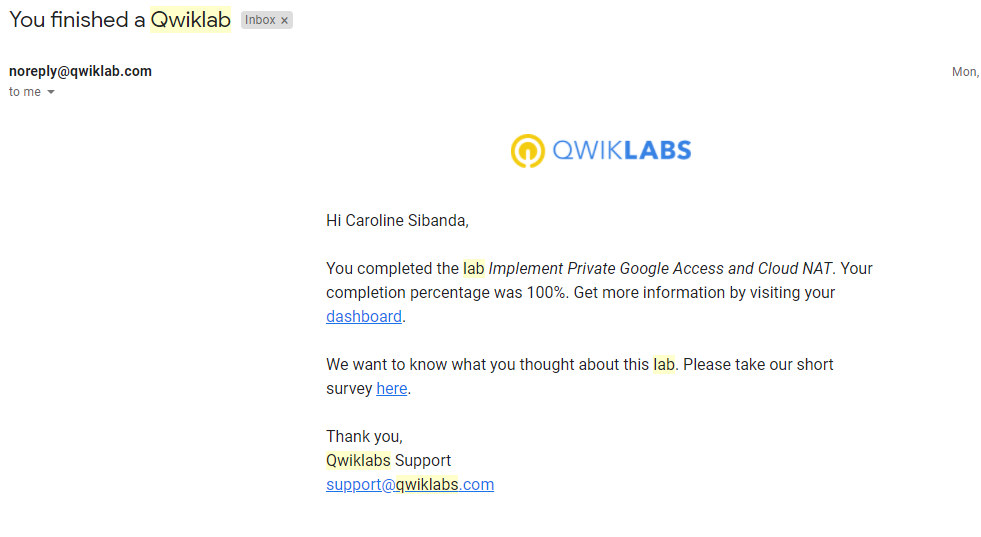 You finished a Qwiklab Inbox ×
noreply@qwiklab.com Mon,
to me
QWIKLABS
Hi Caroline Sibanda,
You completed the lab Implement Private Google Access and Cloud NAT. Your
completion percentage was 100%. Get more information by visiting your
dashboard.
We want to know what you thought about this lab. Please take our short
survey here.
Thank you,
Qwiklabs Support
support@qwiklabs.com